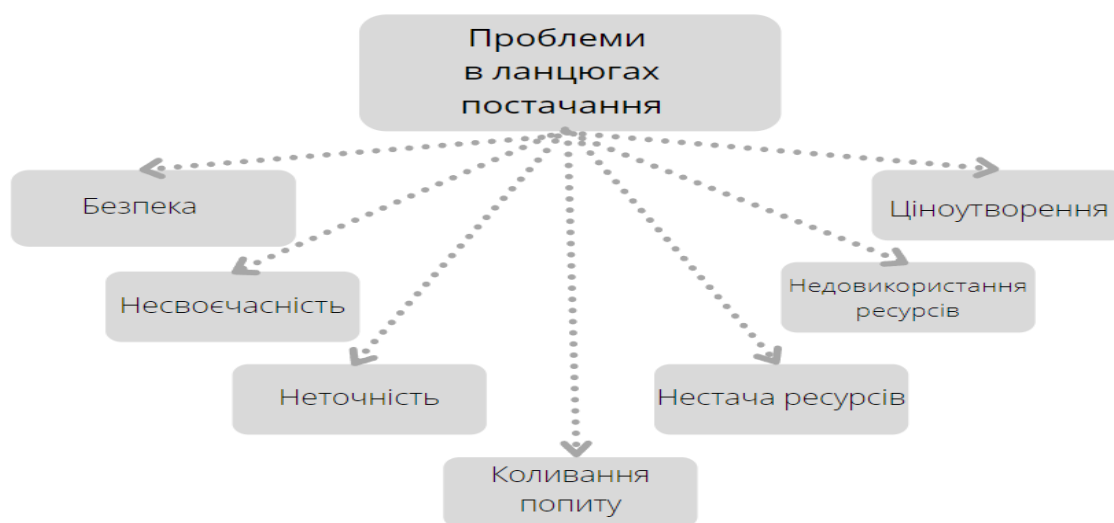 Проблеми
в ланцюгах
постачання
Безпека
Ціноутворення
Несвоєчасність
Недовикористання
ресурсів
Неточність
Нестача ресурсів
Коливання
попиту